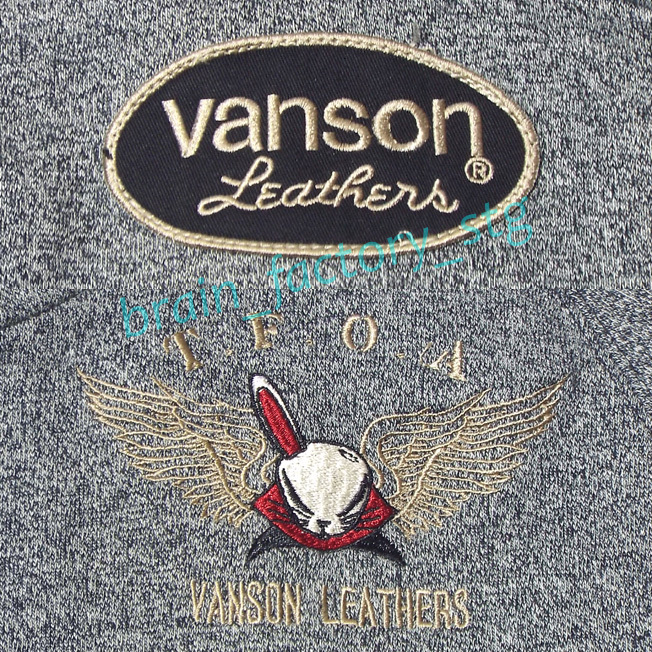 vanson
Leathers®
brain_factory_stg
T.F.O.A
VANSON LEATHERS